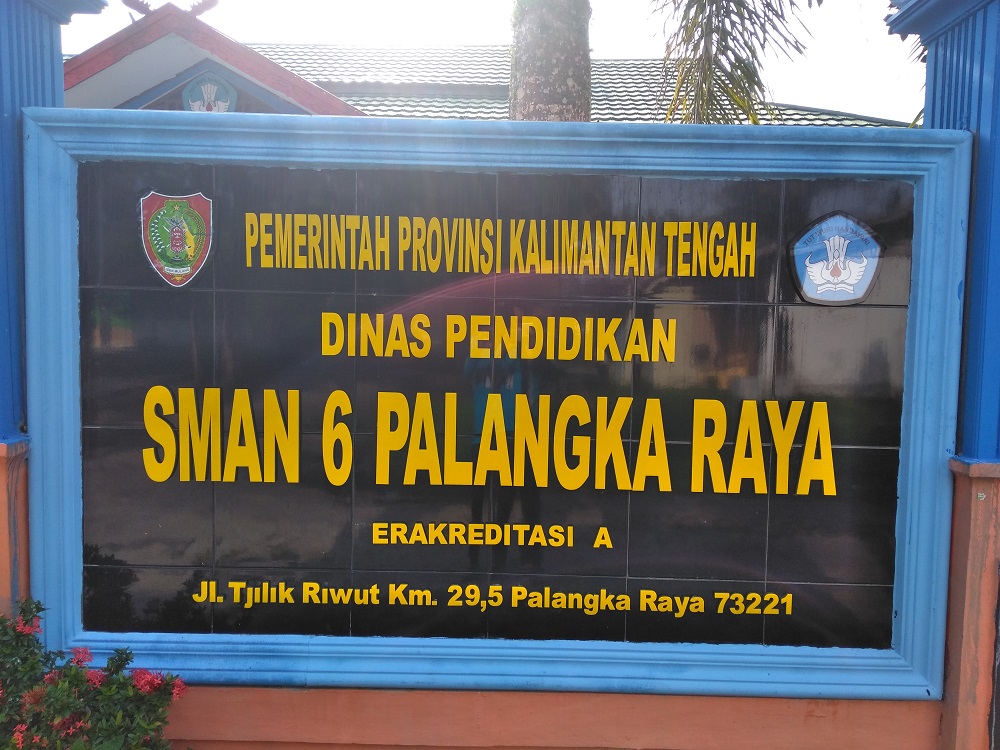 PEMERINTAH PROVINSI KALIMANTAN TENGAH
DINAS PENDIDIKAN
SMAN 6 PALANGKA RAYA
ERAKREDITASI A
Jl. Tjilik Riwut Km. 29,5 Palangka Raya 73221